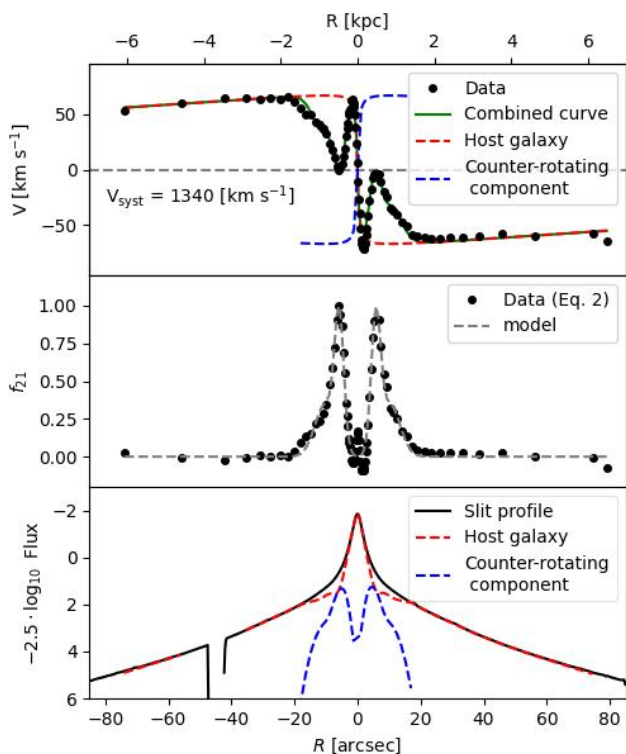 R [kpc]
−6 −4 −2 0 2 4 6
50
0
−50
V [km s⁻¹]
Data
Combined curve
Host galaxy
Counter-rotating
component
V_syst = 1340 [km s⁻¹]
1.00
0.75
0.50
0.25
0.00
f₂₁
Data (Eq. 2)
model
−2
0
2
4
6
−2.5 · log₁₀ Flux
Slit profile
Host galaxy
Counter-rotating
component
−80 −60 −40 −20 0 20 40 60 80
R [arcsec]